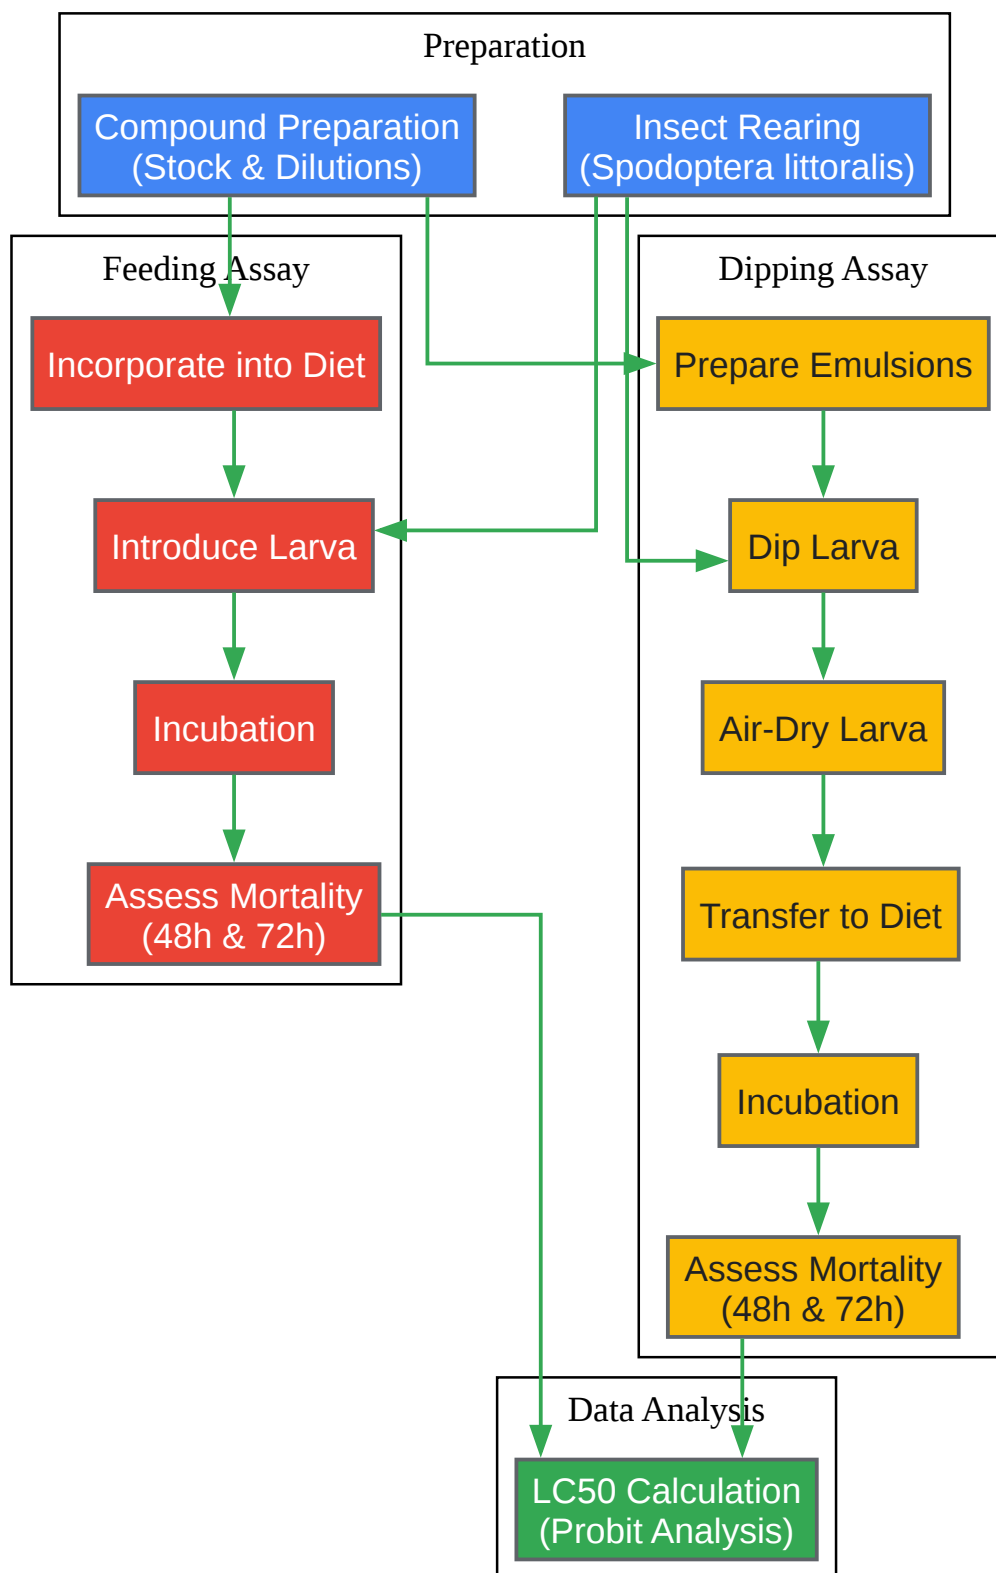 Preparation
Compound Preparation
(Stock & Dilutions)
Insect Rearing
(Spodoptera littoralis)
Feeding Assay
Incorporate into Diet
Introduce Larva
Incubation
Assess Mortality
(48h & 72h)
Dipping Assay
Prepare Emulsions
Dip Larva
Air-Dry Larva
Transfer to Diet
Incubation
Assess Mortality
(48h & 72h)
Data Analysis
LC50 Calculation
(Probit Analysis)